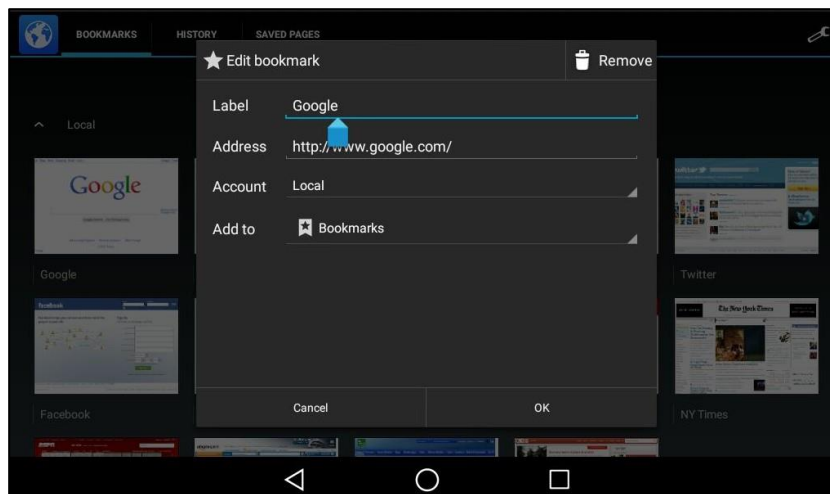 BOOKMARKS HISTORY SAVED PAGES
Edit bookmark Remove
Label Google
Local
Address http://www.google.com/
Google
Account Local
Add to Bookmarks
Google Twitter
facebook The New York Times
Cancel OK
Facebook NY Times